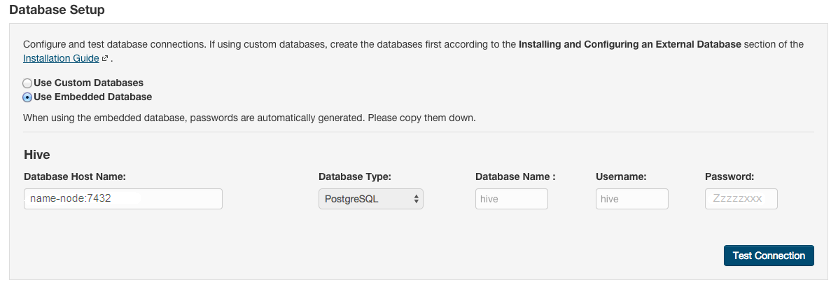 Database Setup
Configure and test database connections. If using custom databases, create the databases first according to the Installing and Configuring an External Database section of the
Installation Guide .
Use Custom Databases
Use Embedded Database
When using the embedded database, passwords are automatically generated. Please copy them down.
Hive
Database Host Name: Database Type: Database Name : Username: Password:
name-node:7432 PostgreSQL hive hive Zzzzzxxx
Test Connection